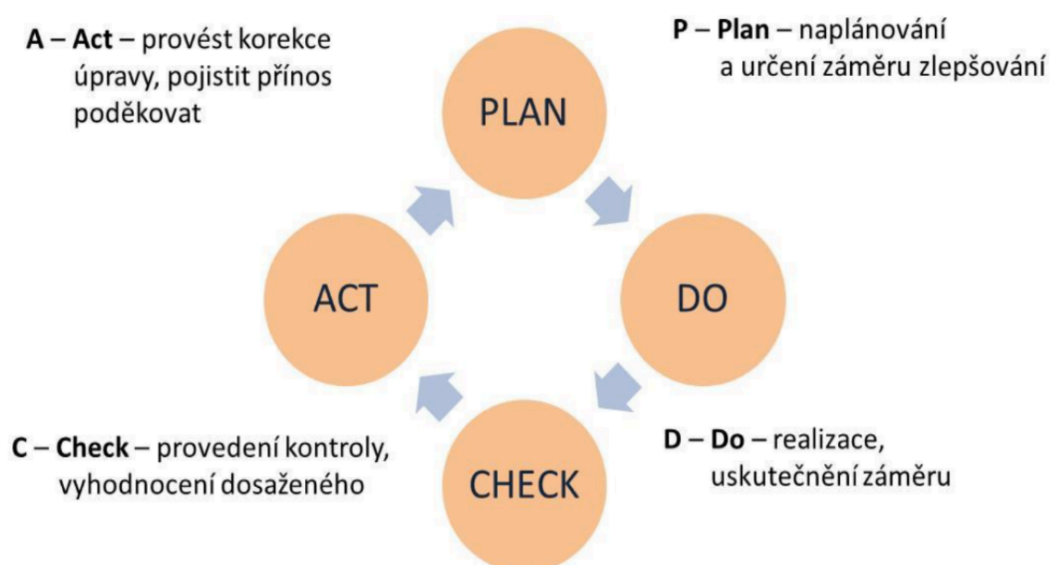 A – Act – provést korekce
úpravy, pojistit přínos
poděkovat
P – Plan – naplánování
a určení záměru zlepšování
PLAN
ACT
DO
C – Check – provedení kontroly,
vyhodnocení dosaženého
CHECK
D – Do – realizace,
uskutečnění záměru